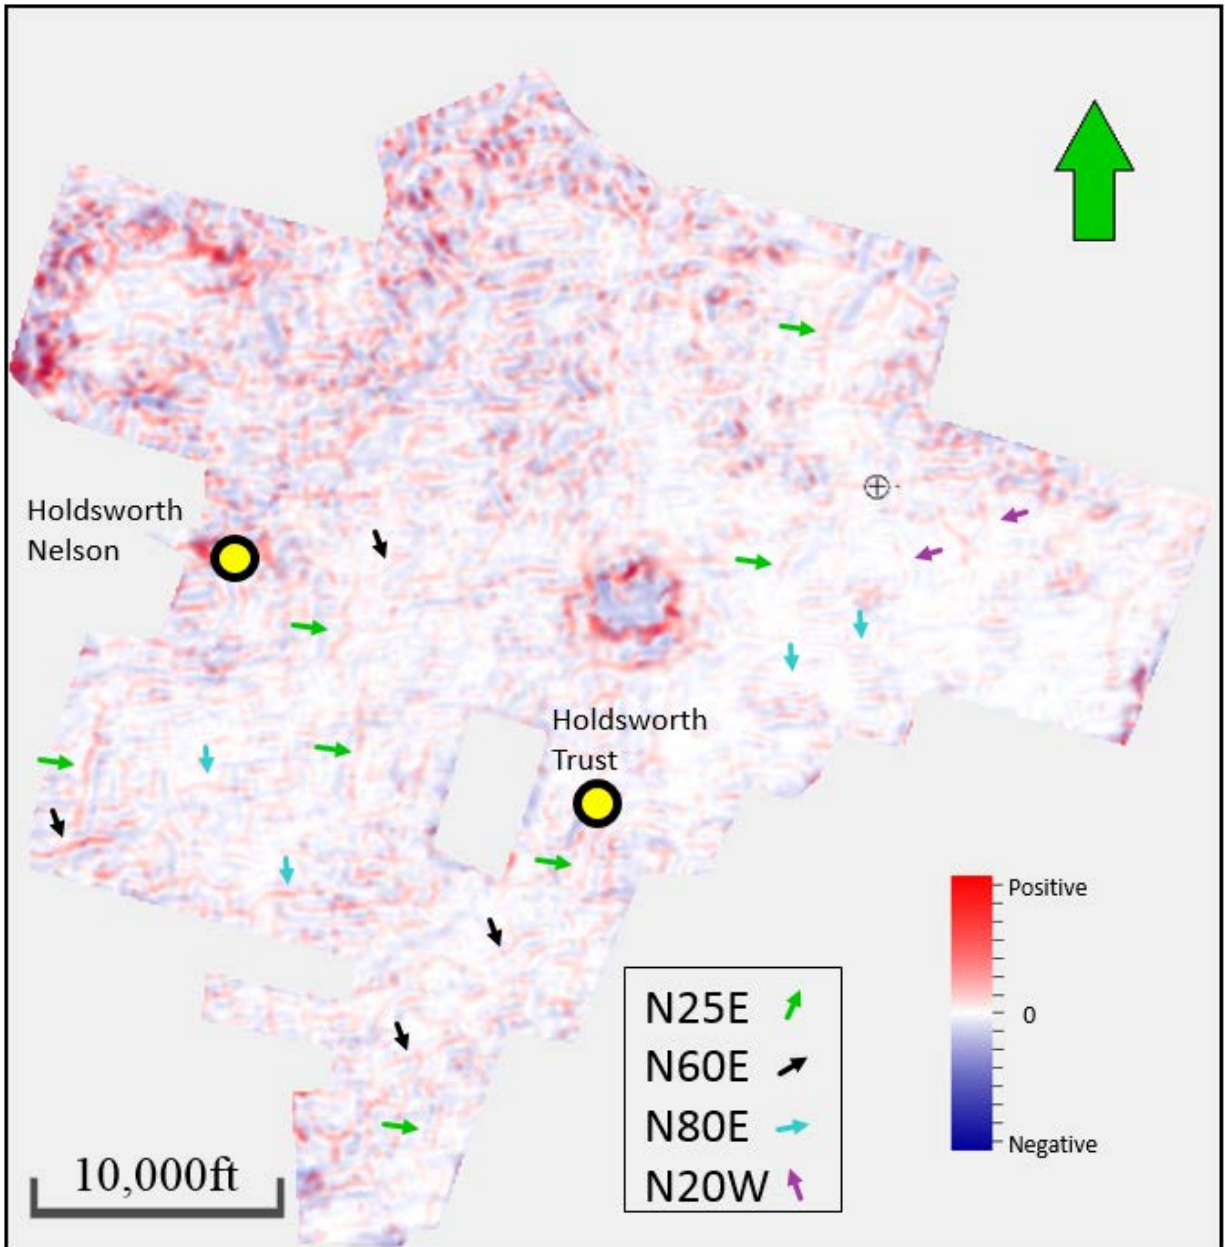 Holdsworth
Nelson
Holdsworth
Trust
Positive
0
Negative
N25E
N60E
N80E
N20W
10,000ft